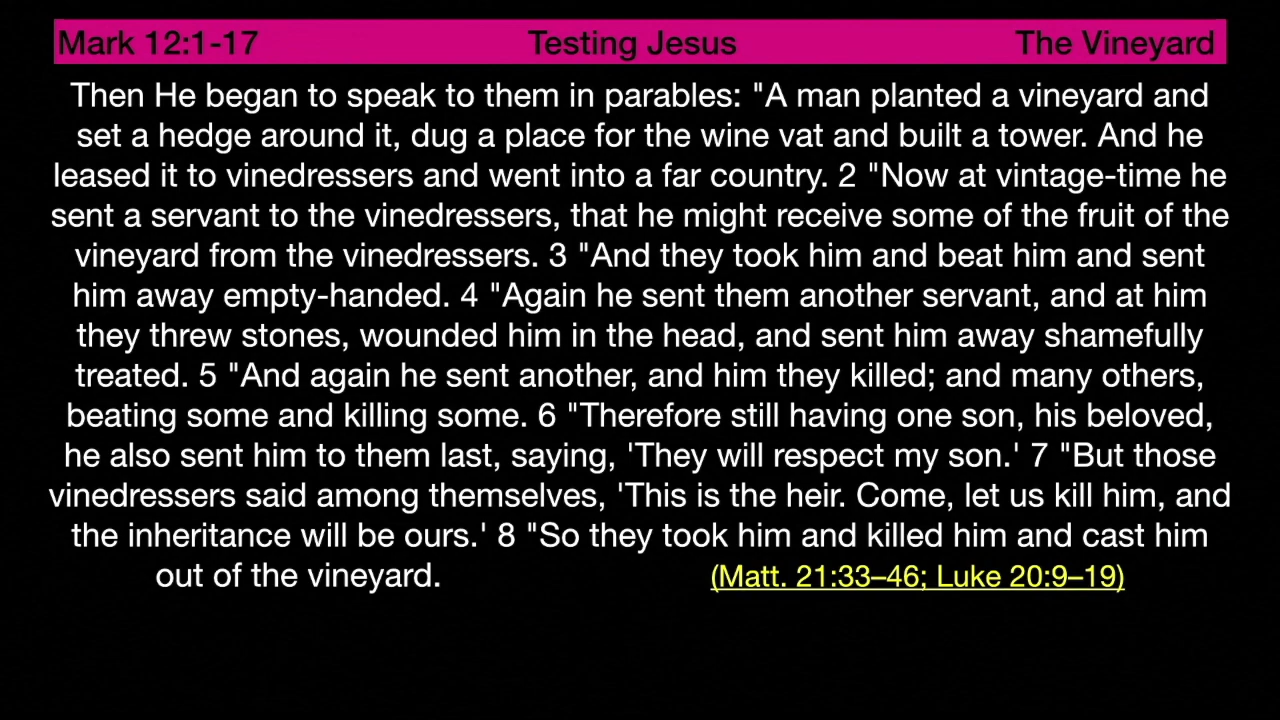 Mark 12:1-17 Testing Jesus The Vineyard
Then He began to speak to them in parables: "A man planted a vineyard and
set a hedge around it, dug a place for the wine vat and built a tower. And he
leased it to vinedressers and went into a far country. 2 "Now at vintage-time he
sent a servant to the vinedressers, that he might receive some of the fruit of the
vineyard from the vinedressers. 3 "And they took him and beat him and sent
him away empty-handed. 4 "Again he sent them another servant, and at him
they threw stones, wounded him in the head, and sent him away shamefully
treated. 5 "And again he sent another, and him they killed; and many others,
beating some and killing some. 6 "Therefore still having one son, his beloved,
he also sent him to them last, saying, 'They will respect my son.' 7 "But those
vinedressers said among themselves, 'This is the heir. Come, let us kill him, and
the inheritance will be ours.' 8 "So they took him and killed him and cast him
out of the vineyard. (Matt. 21:33–46; Luke 20:9–19)